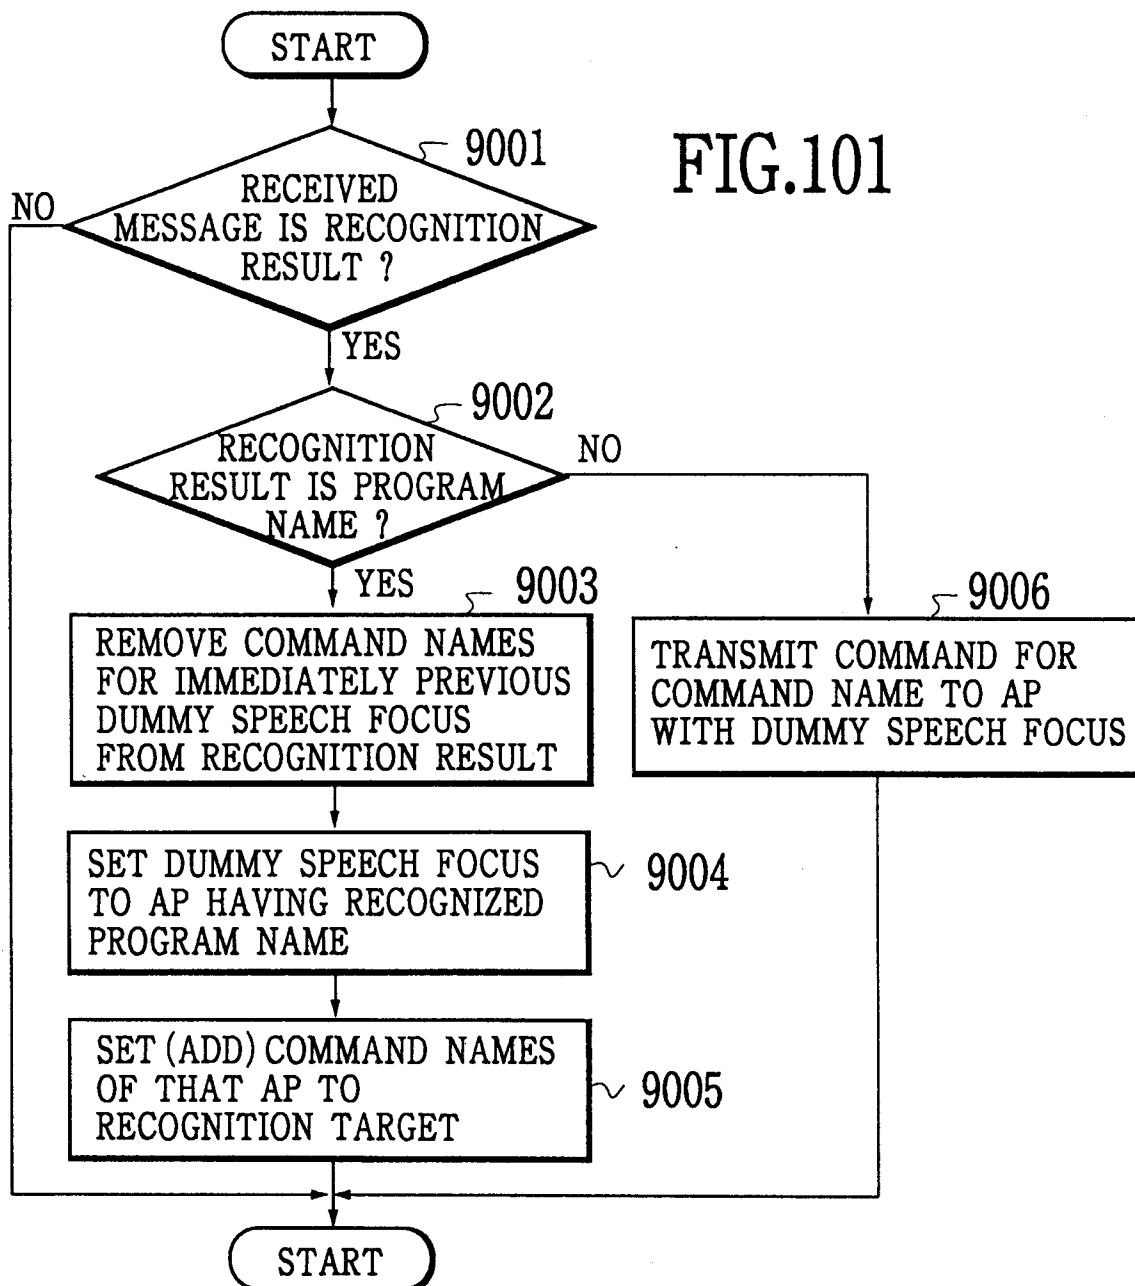 START
FIG.101
9001
RECEIVED
MESSAGE IS RECOGNITION
RESULT ?
NO
YES
9002
RECOGNITION
RESULT IS PROGRAM
NAME ?
NO
YES
9003
REMOVE COMMAND NAMES
FOR IMMEDIATELY PREVIOUS
DUMMY SPEECH FOCUS
FROM RECOGNITION RESULT
9006
TRANSMIT COMMAND FOR
COMMAND NAME TO AP
WITH DUMMY SPEECH FOCUS
SET DUMMY SPEECH FOCUS
TO AP HAVING RECOGNIZED
PROGRAM NAME
9004
SET (ADD) COMMAND NAMES
OF THAT AP TO
RECOGNITION TARGET
9005
START